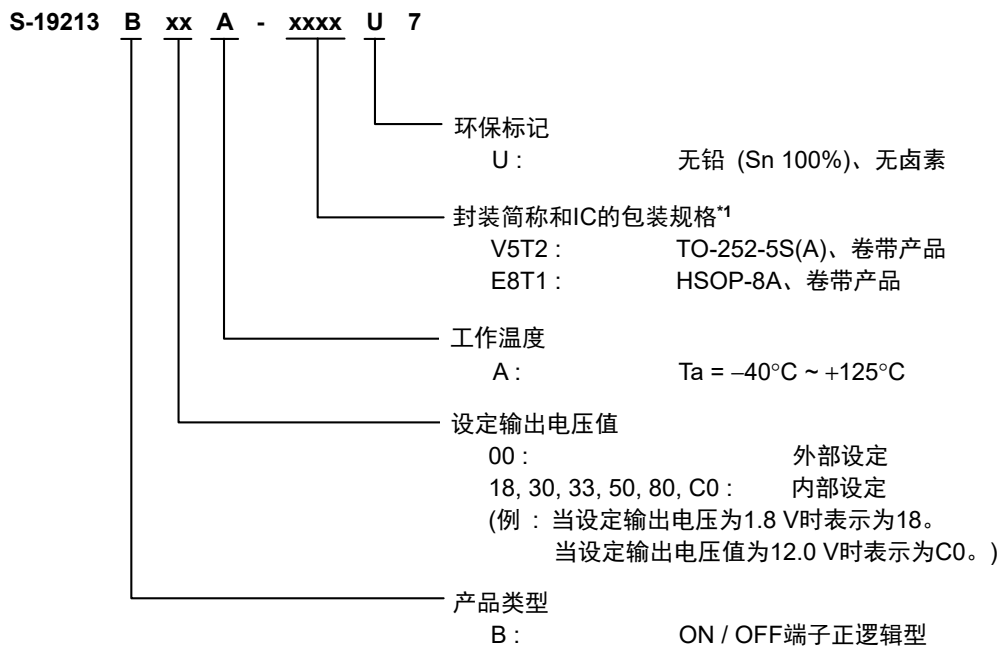 S-19213 B xx A - xxxx U 7
环保标记
U : 无铅 (Sn 100%)、无卤素
封装简称和IC的包装规格*1
V5T2 : TO-252-5S(A)、卷带产品
E8T1 : HSOP-8A、卷带产品
工作温度
A : Ta = −40°C ~ +125°C
设定输出电压值
00 : 外部设定
18, 30, 33, 50, 80, C0 : 内部设定
(例 : 当设定输出电压为1.8 V时表示为18。
当设定输出电压值为12.0 V时表示为C0。)
产品类型
B : ON / OFF端子正逻辑型